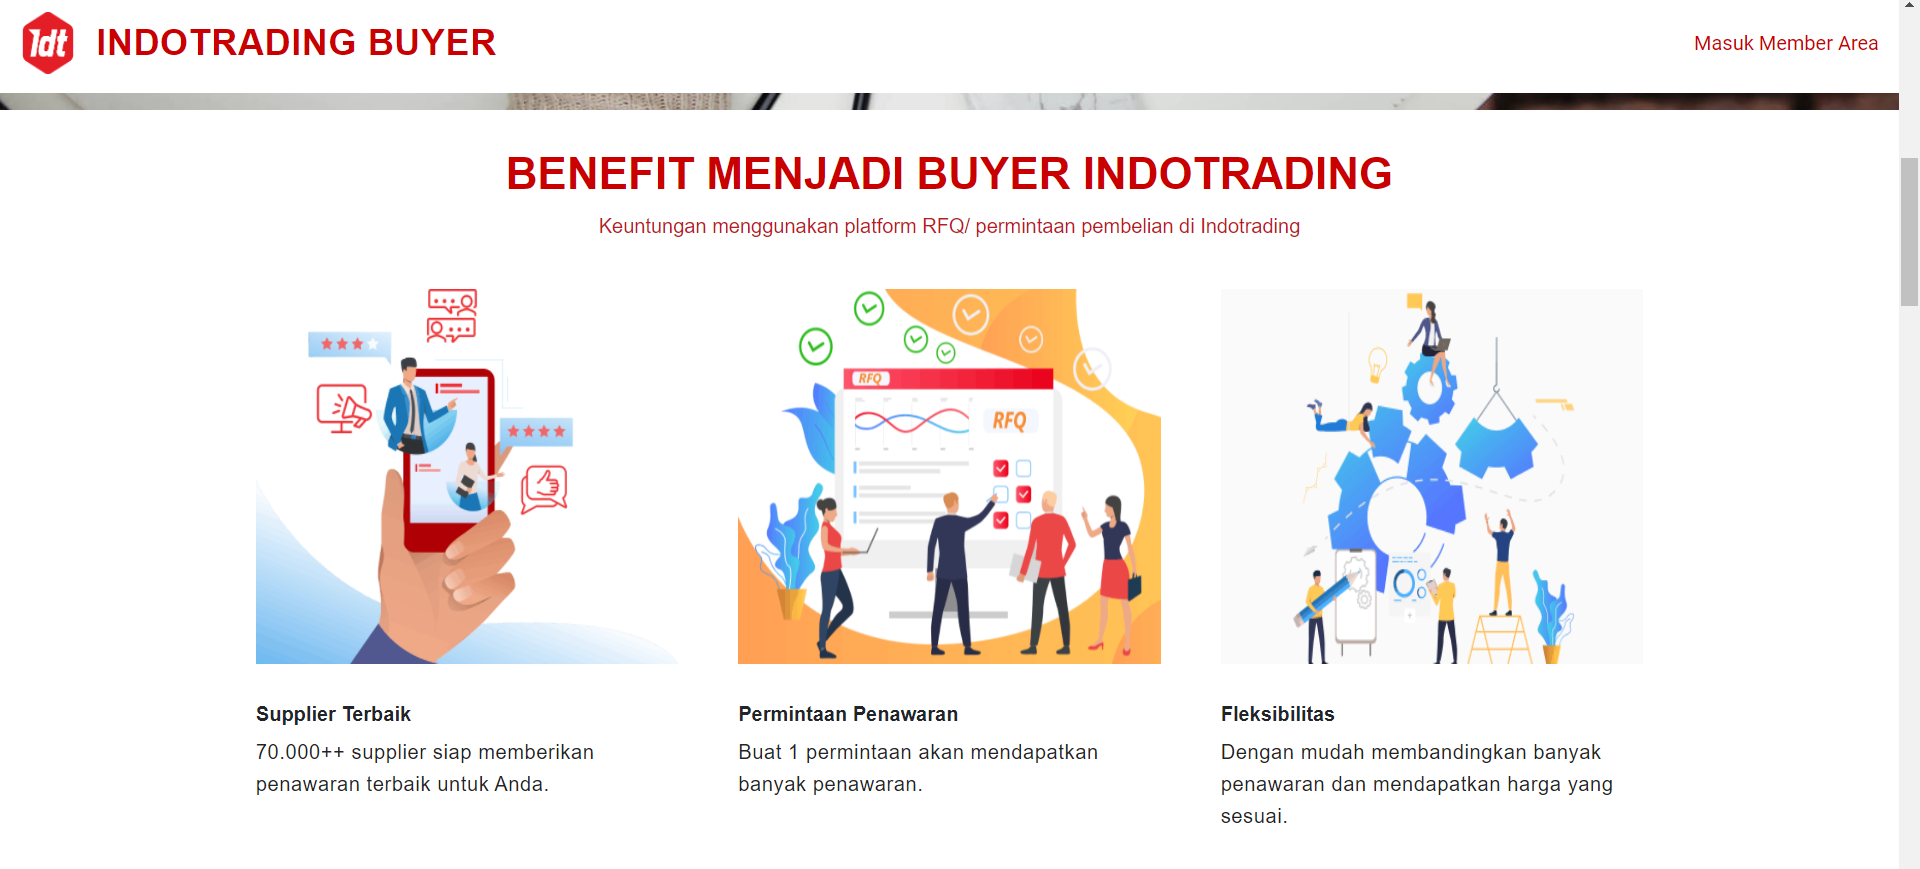 1dt
INDOTRADING BUYER
Masuk Member Area
BENEFIT MENJADI BUYER INDOTRADING
Keuntungan menggunakan platform RFQ/ permintaan pembelian di Indotrading
RFQ
RFQ
Supplier Terbaik
70.000++ supplier siap memberikan
penawaran terbaik untuk Anda.
Permintaan Penawaran
Buat 1 permintaan akan mendapatkan
banyak penawaran.
Fleksibilitas
Dengan mudah membandingkan banyak
penawaran dan mendapatkan harga yang
sesuai.